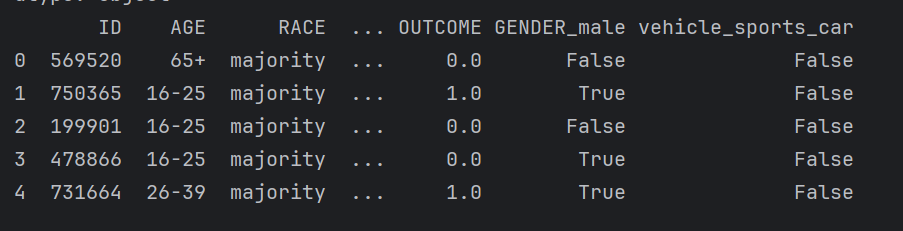 dtype: object
ID AGE RACE ... OUTCOME GENDER_male vehicle_sports_car
0 569520 65+ majority ... 0.0 False False
1 750365 16-25 majority ... 1.0 True False
2 199901 16-25 majority ... 0.0 False False
3 478866 16-25 majority ... 0.0 True False
4 731664 26-39 majority ... 1.0 True False